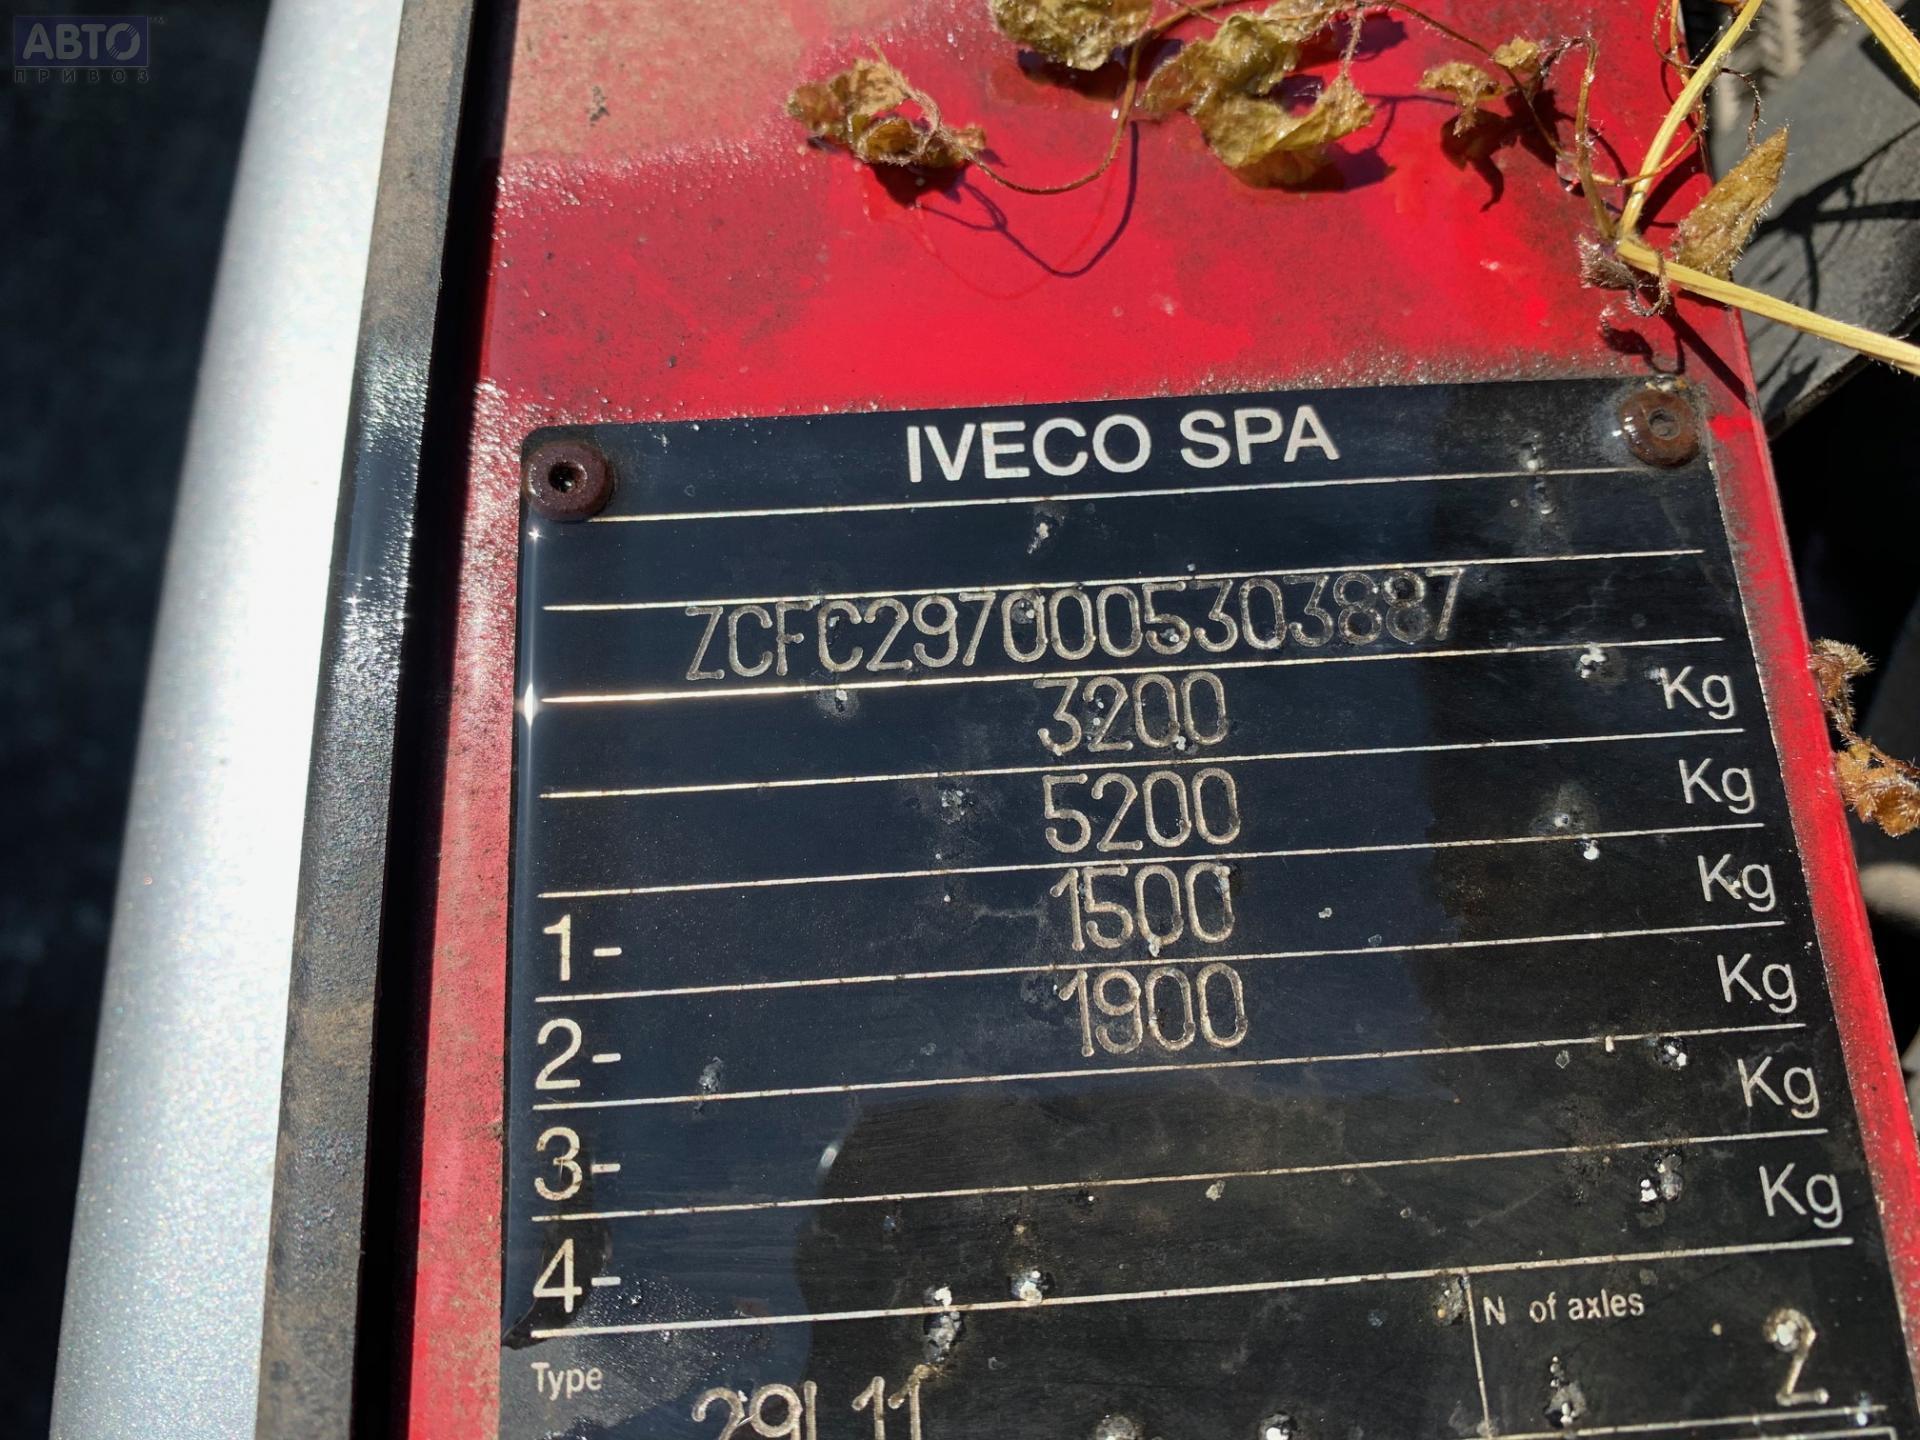 АВТО
ПРИВОЗ
IVECO SPA
ZCFC2970005303887
3200 Kg
5200 Kg
1- 1500 Kg
2- 1900 Kg
3- Kg
4- Kg
N of axles 2
Type 29L11